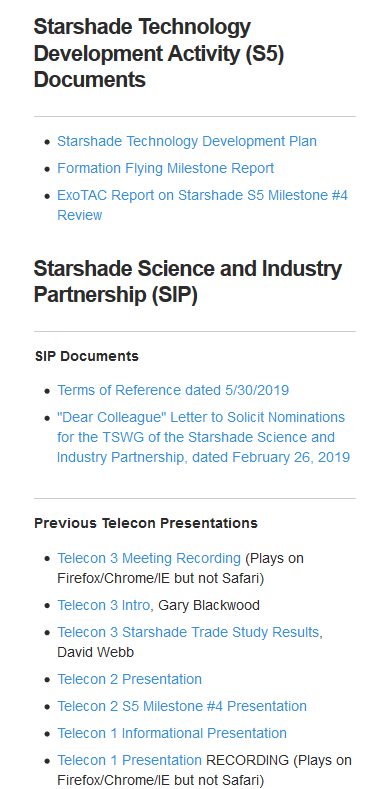 Starshade Technology
Development Activity (S5)
Documents
Starshade Technology Development Plan
Formation Flying Milestone Report
ExoTAC Report on Starshade S5 Milestone #4
Review
Starshade Science and Industry
Partnership (SIP)
SIP Documents
Terms of Reference dated 5/30/2019
"Dear Colleague" Letter to Solicit Nominations
for the TSWG of the Starshade Science and
Industry Partnership, dated February 26, 2019
Previous Telecon Presentations
Telecon 3 Meeting Recording (Plays on
Firefox/Chrome/IE but not Safari)
Telecon 3 Intro, Gary Blackwood
Telecon 3 Starshade Trade Study Results,
David Webb
Telecon 2 Presentation
Telecon 2 S5 Milestone #4 Presentation
Telecon 1 Informational Presentation
Telecon 1 Presentation RECORDING (Plays on
Firefox/Chrome/IE but not Safari)